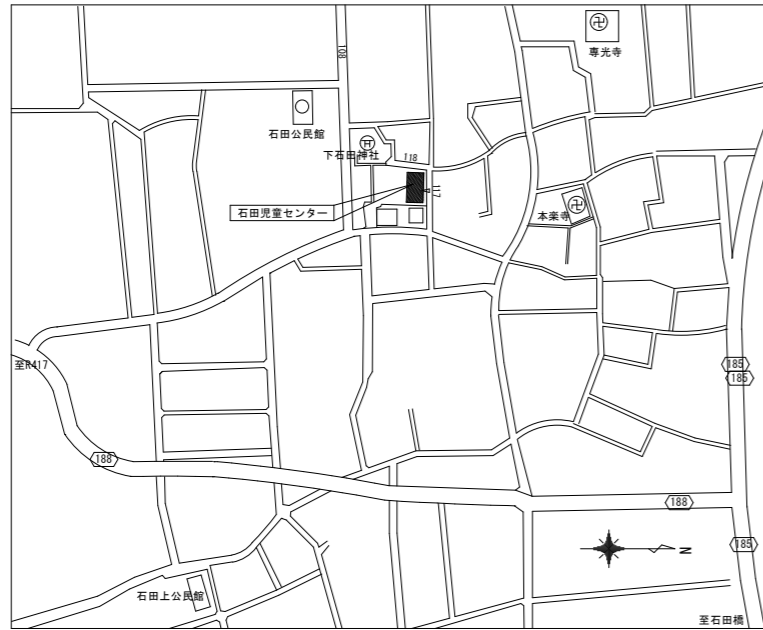 専光寺
108
石田公民館
下石田神社
118
117
石田児童センター
本楽寺
至R417
185
185
188
188
185
N
石田上公民館
至石田橋